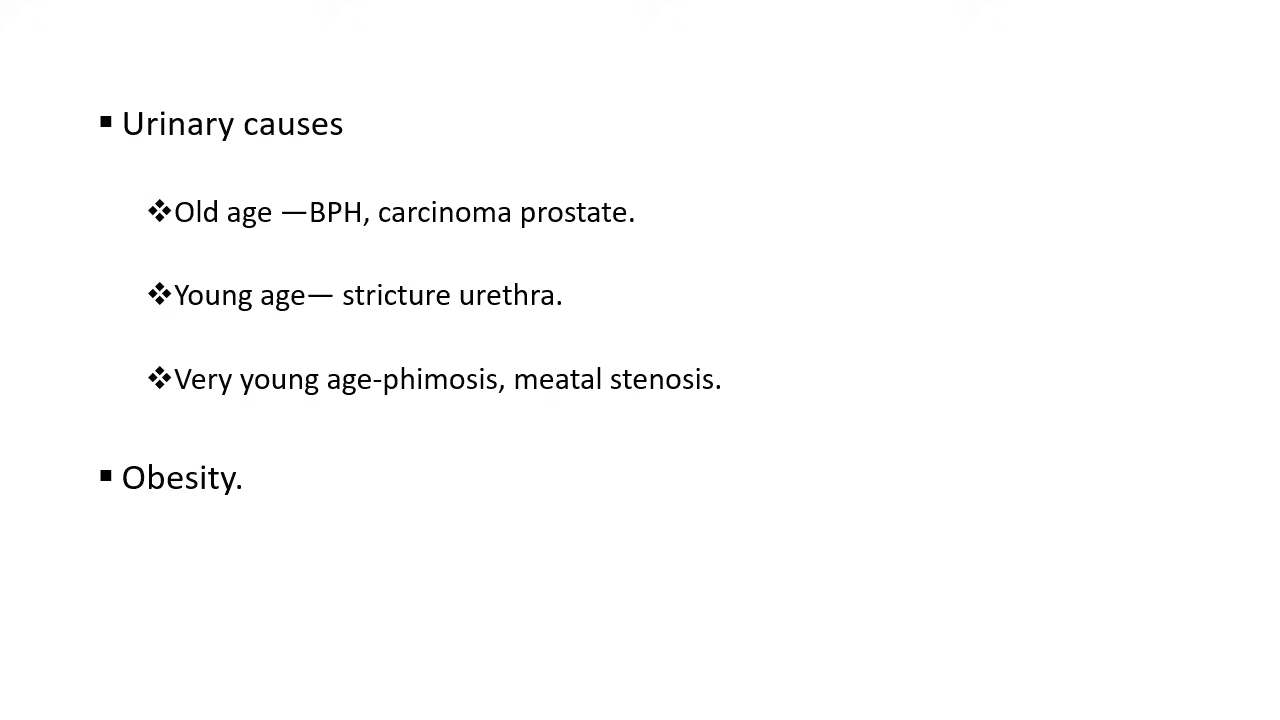 ▪ Urinary causes
❖Old age —BPH, carcinoma prostate.
❖Young age— stricture urethra.
❖Very young age-phimosis, meatal stenosis.
▪ Obesity.